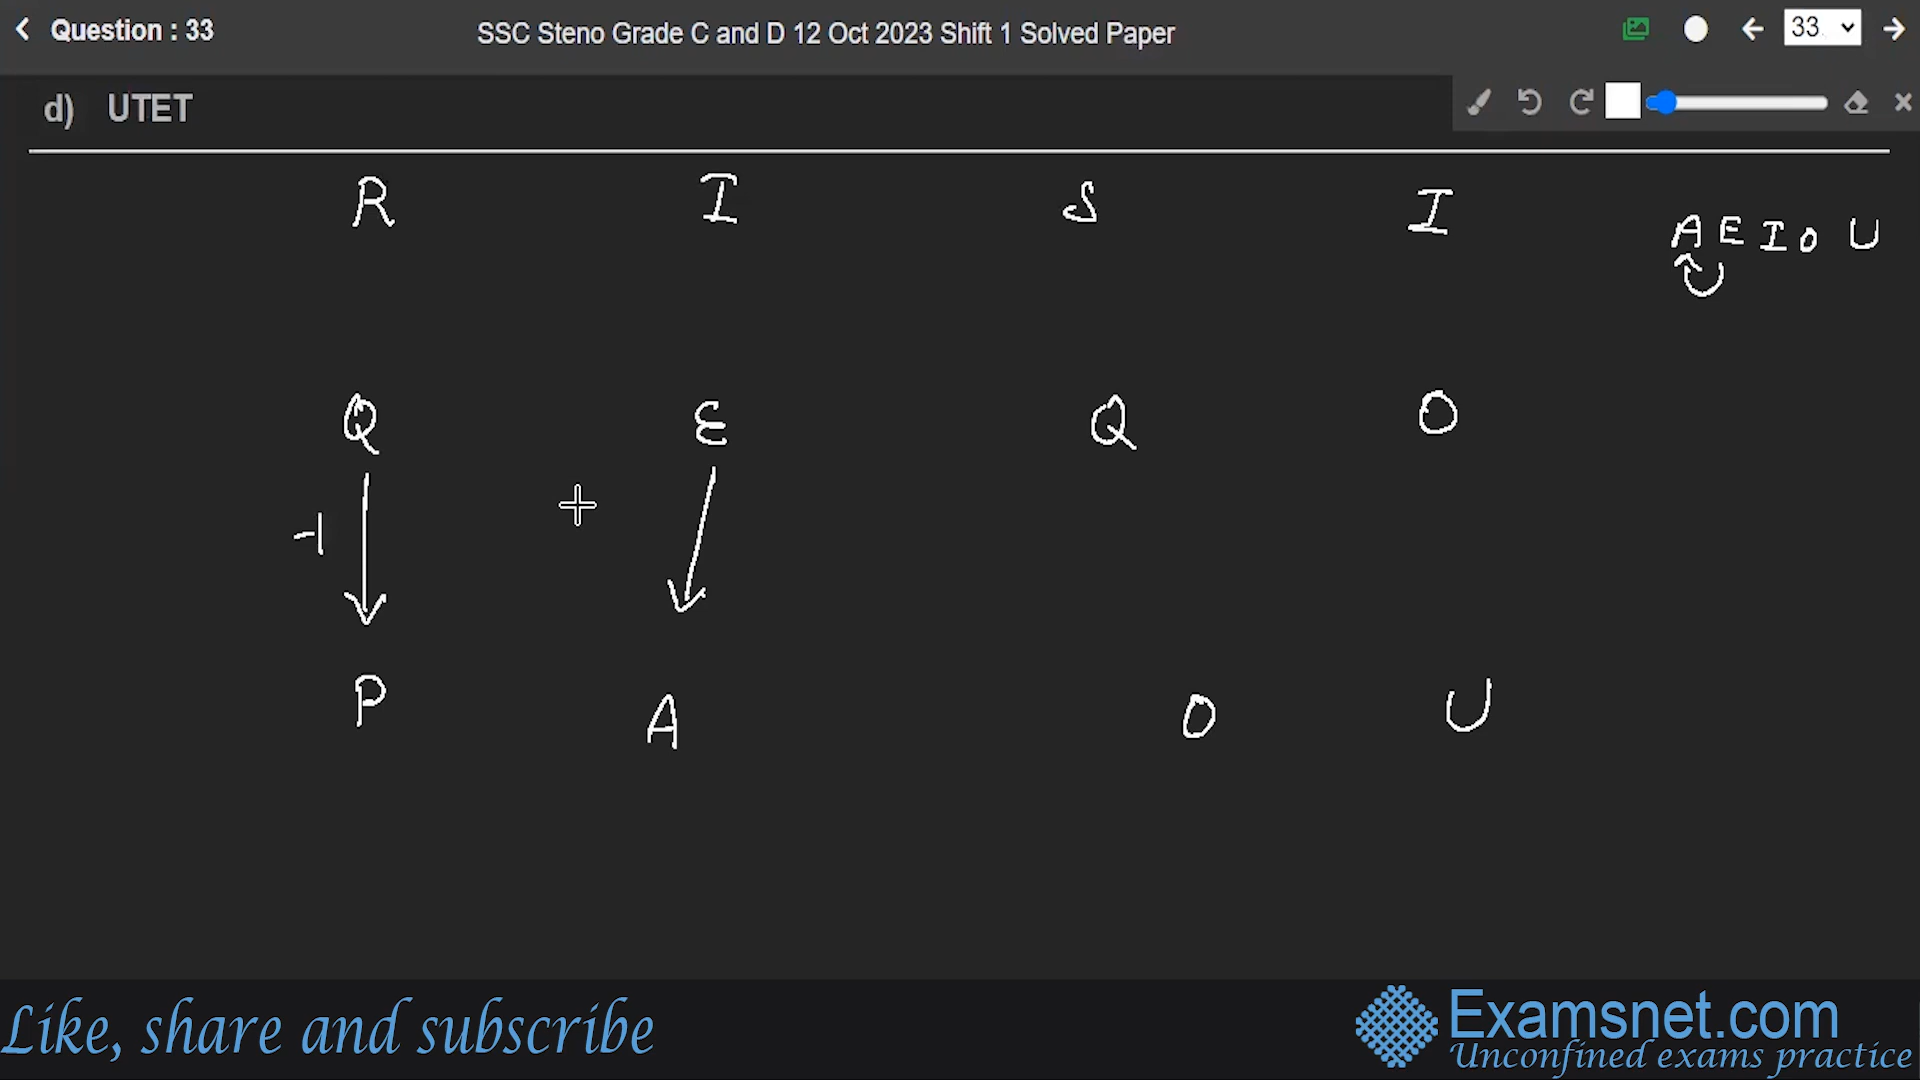 Question : 33
SSC Steno Grade C and D 12 Oct 2023 Shift 1 Solved Paper
33
d) UTET
R I S I
A E I O U
Q E Q O
-1
P A O U
Like, share and subscribe
Examsnet.com
Unconfined exams practice